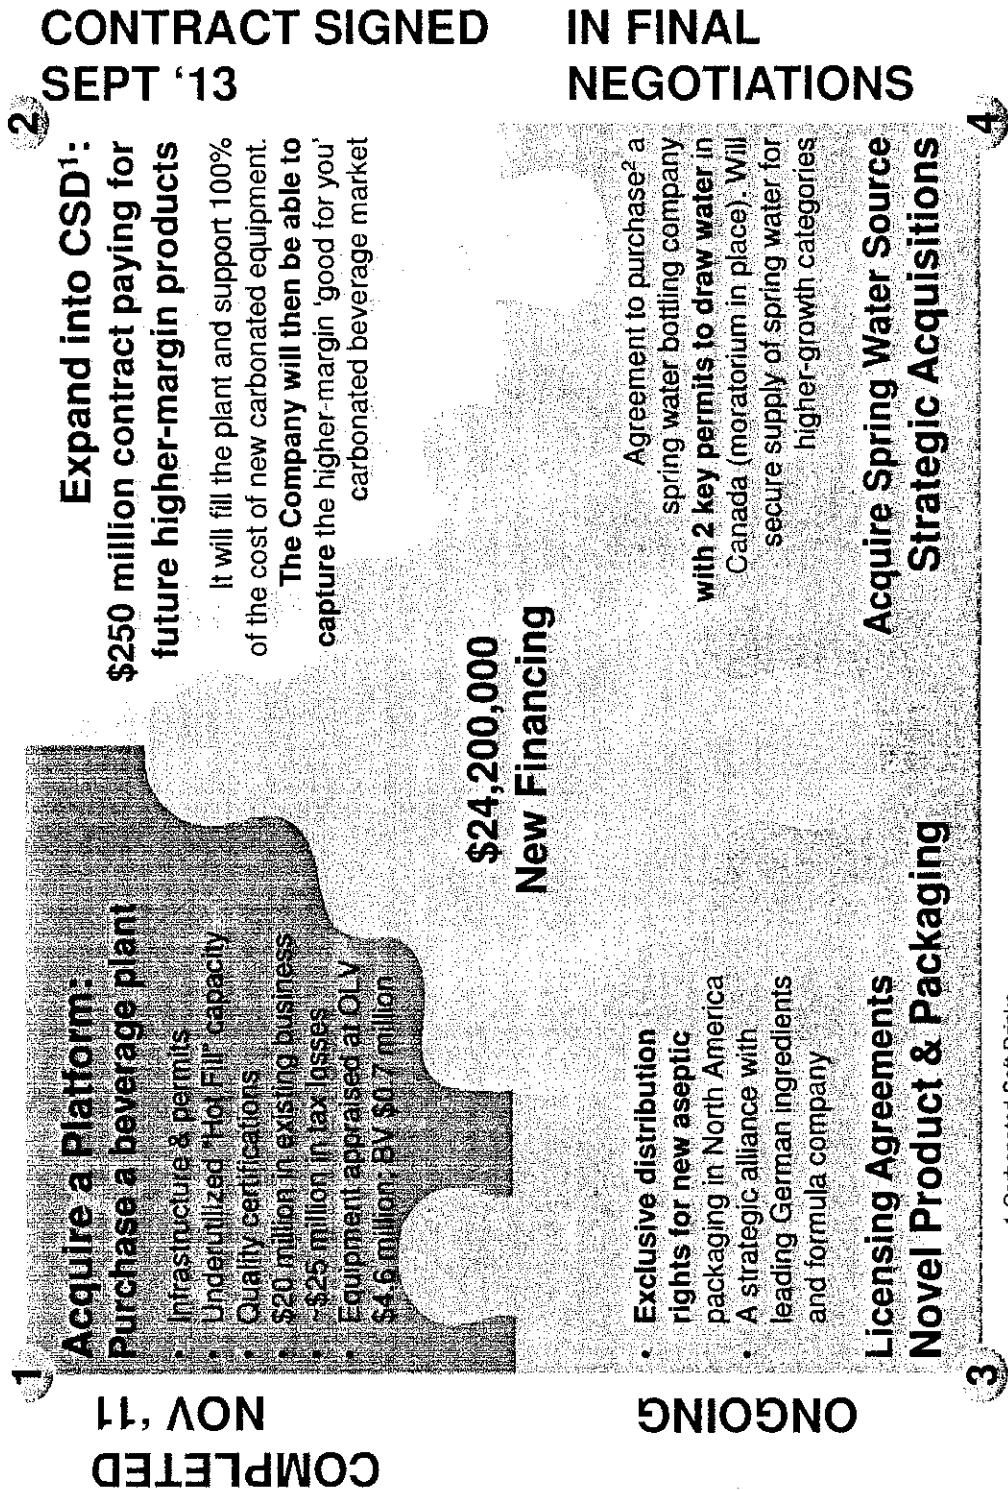 COMPLETED
NOV '11
1
Acquire a Platform:
Purchase a beverage plant
• Infrastructure & permits
• Underutilized "Hot Fill" capacity
• Quality certifications
• $20 million in existing business
• ~$25 million in tax losses
• Equipment appraised at OLV
$4.6 million; BV $0.7 million
CONTRACT SIGNED
SEPT ‘13
2
Expand into CSD¹:
$250 million contract paying for
future higher-margin products
It will fill the plant and support 100%
of the cost of new carbonated equipment.
The Company will then be able to
capture the higher-margin ‘good for you’
carbonated beverage market
$24,200,000
New Financing
ONGOING
• Exclusive distribution
rights for new aseptic
packaging in North America
• A strategic alliance with
leading German ingredients
and formula company
Licensing Agreements
Novel Product & Packaging
3
IN FINAL
NEGOTIATIONS
Agreement to purchase² a
spring water bottling company
with 2 key permits to draw water in
Canada (moratorium in place). Will
secure supply of spring water for
higher-growth categories
Acquire Spring Water Source
Strategic Acquisitions
4